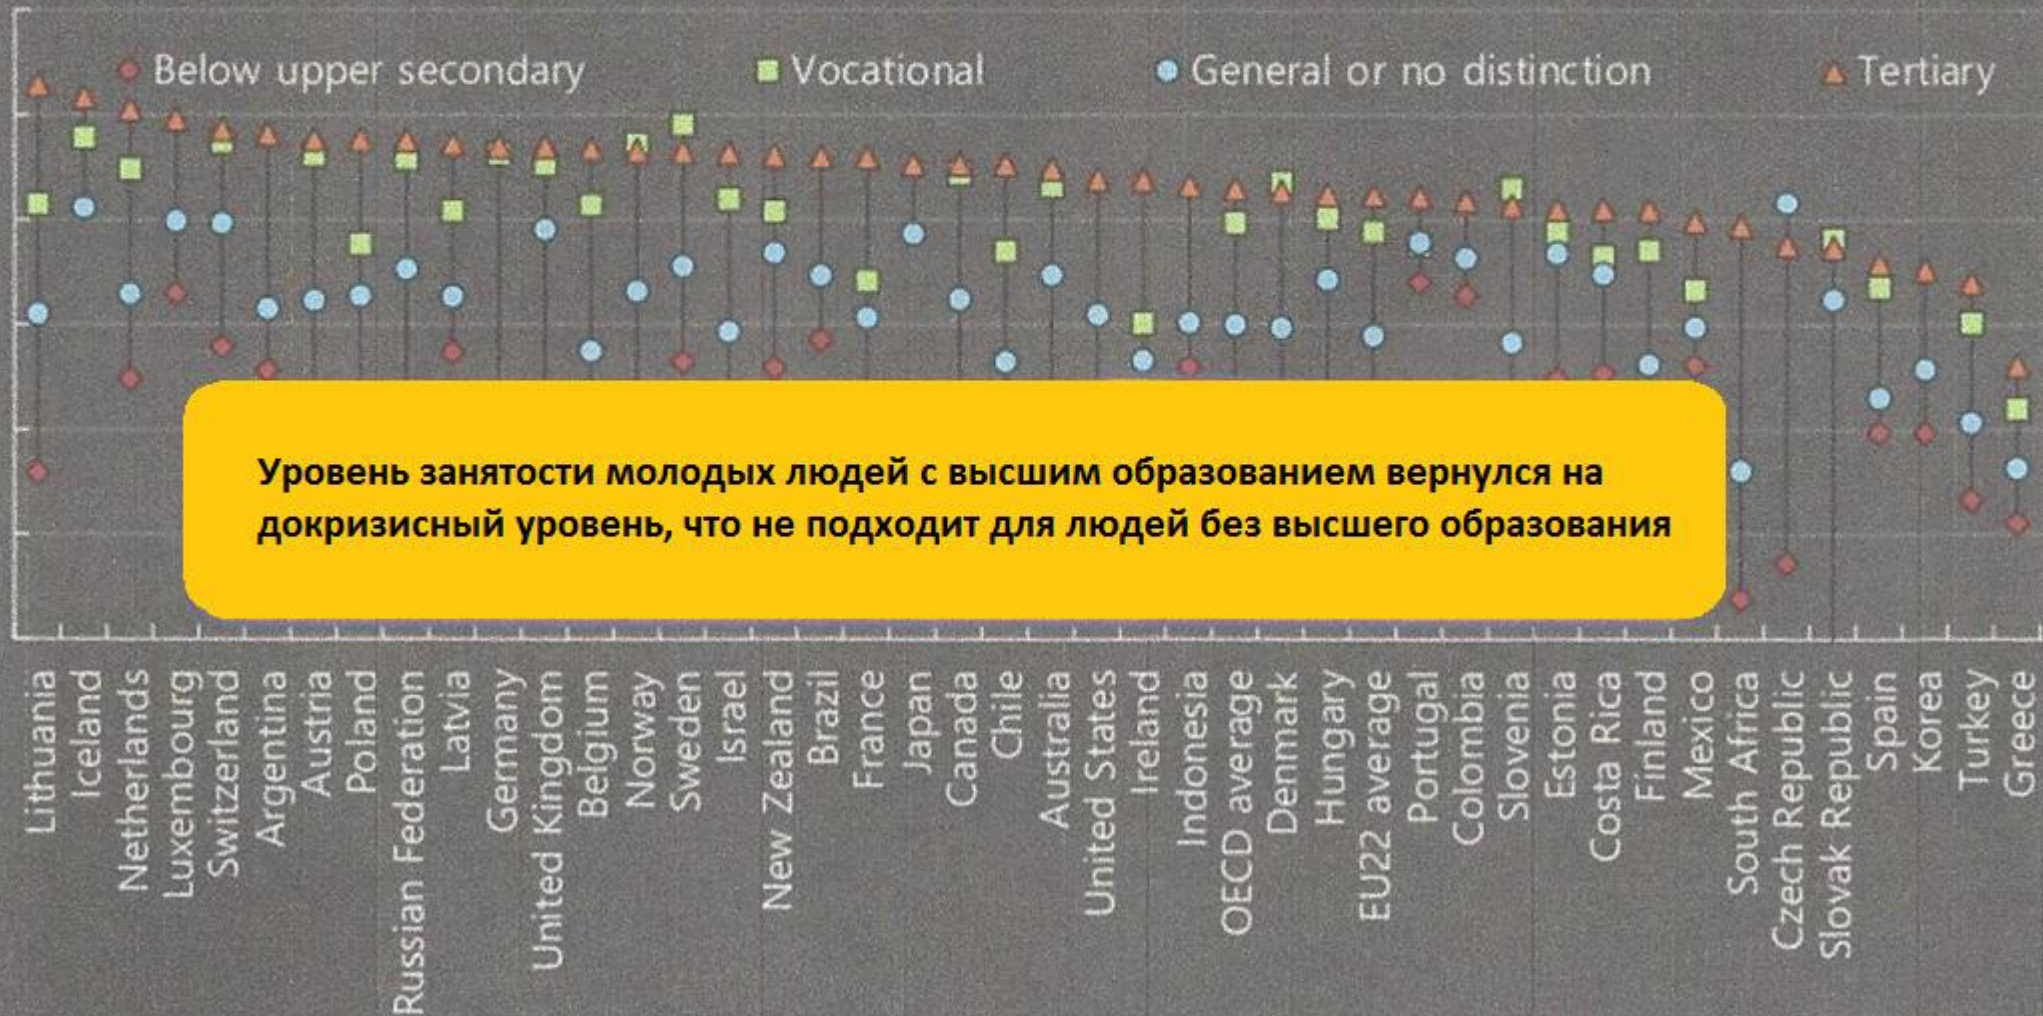 Below upper secondary
Vocational
General or no distinction
Tertiary
Уровень занятости молодых людей с высшим образованием вернулся на
докризисный уровень, что не подходит для людей без высшего образования
Lithuania
Iceland
Netherlands
Luxembourg
Switzerland
Argentina
Austria
Poland
Russian Federation
Latvia
Germany
United Kingdom
Belgium
Norway
Sweden
Israel
New Zealand
Brazil
France
Japan
Canada
Chile
Australia
United States
Ireland
Indonesia
OECD average
Denmark
Hungary
EU22 average
Portugal
Colombia
Slovenia
Estonia
Costa Rica
Finland
Mexico
South Africa
Czech Republic
Slovak Republic
Spain
Korea
Turkey
Greece